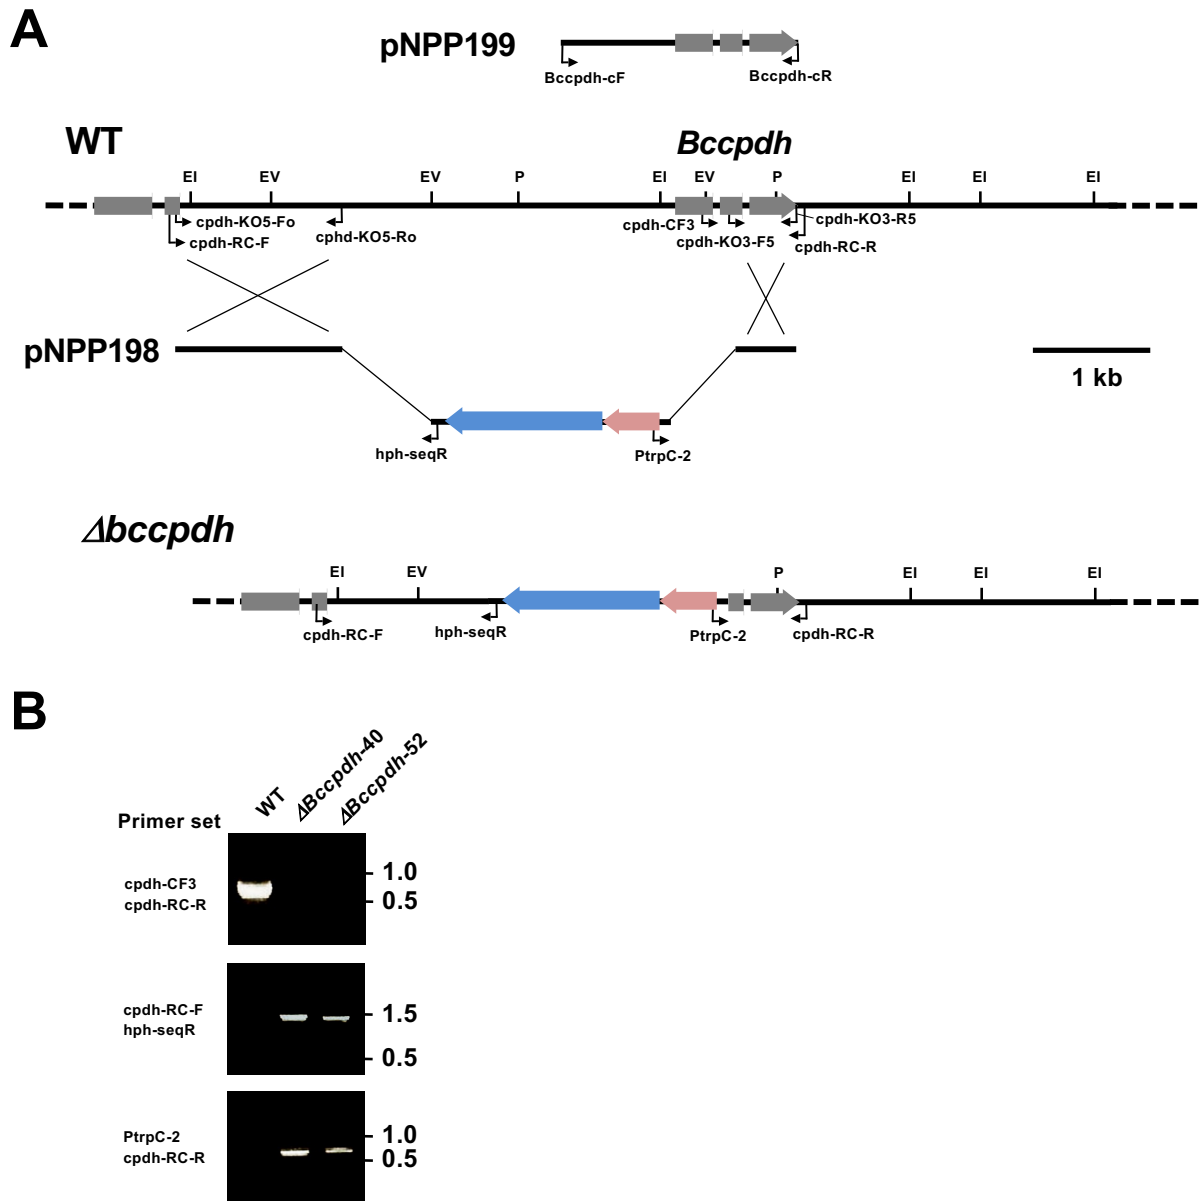 A
pNPP199
Bccpdh-cF
Bccpdh-cR
WT
Bccpdh
EI EV EV P EI EV P EI EI EI
cpdh-KO5-Fo
cpdh-RC-F
cphd-KO5-Ro
cpdh-CF3
cpdh-KO3-F5
cpdh-KO3-R5
cpdh-RC-R
pNPP198
1 kb
hph-seqR
PtrpC-2
Δbccpdh
EI EV P EI EI EI
cpdh-RC-F
hph-seqR
PtrpC-2
cpdh-RC-R
B
WT
ΔBccpdh-40
ΔBccpdh-52
Primer set
cpdh-CF3
cpdh-RC-R
1.0
0.5
cpdh-RC-F
hph-seqR
1.5
0.5
PtrpC-2
cpdh-RC-R
1.0
0.5